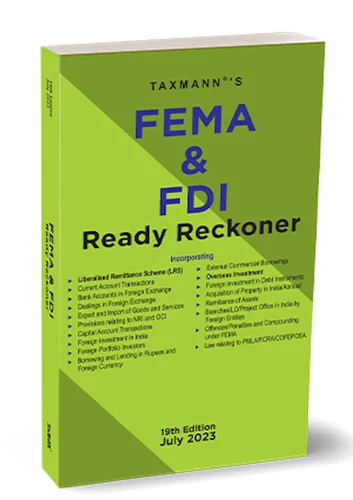 TAXMANN®'S
FEMA
&
FDI
Ready Reckoner
Incorporating
Liberalised Remittance Scheme (LRS)
Current Account Transactions
Bank Accounts in Foreign Exchange
Dealings in Foreign Exchange
Export and Import of Goods and Services
Provisions relating to NRI and OCI
Capital Account Transactions
Foreign Investment in India
Foreign Portfolio Investors
Borrowing and Lending in Rupees and
Foreign Currency
External Commercial Borrowings
Overseas Investment
Foreign investment in Debt Instruments
Acquisition of Property in India/Abroad
Remittance of Assets
Branches/LO/Project Office in India by
Foreign Entities
Offences/Penalties and Compounding
under FEMA
Law relating to PMLA/FCRA/COFEPOSA
19th Edition
July 2023
19th Edition
July 2023
FEMA & FDI
Ready Reckoner